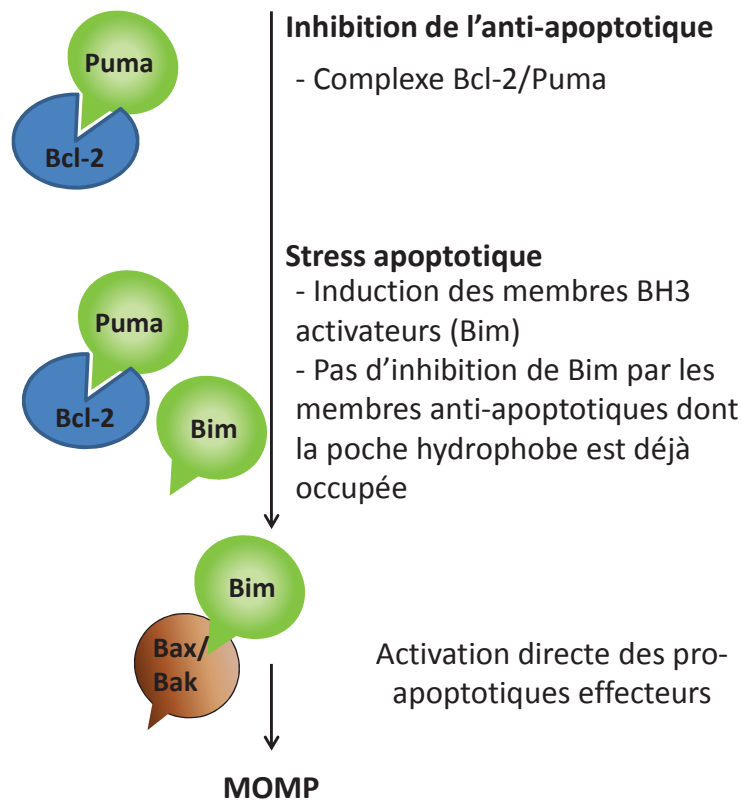 Inhibition de l'anti-apoptotique
Puma
- Complexe Bcl-2/Puma
Bcl-2
Stress apoptotique
- Induction des membres BH3
activateurs (Bim)
- Pas d'inhibition de Bim par les
membres anti-apoptotiques dont
la poche hydrophobe est déjà
occupée
Puma
Bcl-2
Bim
Bim
Bax/
Bak
Activation directe des pro-
apoptotiques effecteurs
MOMP